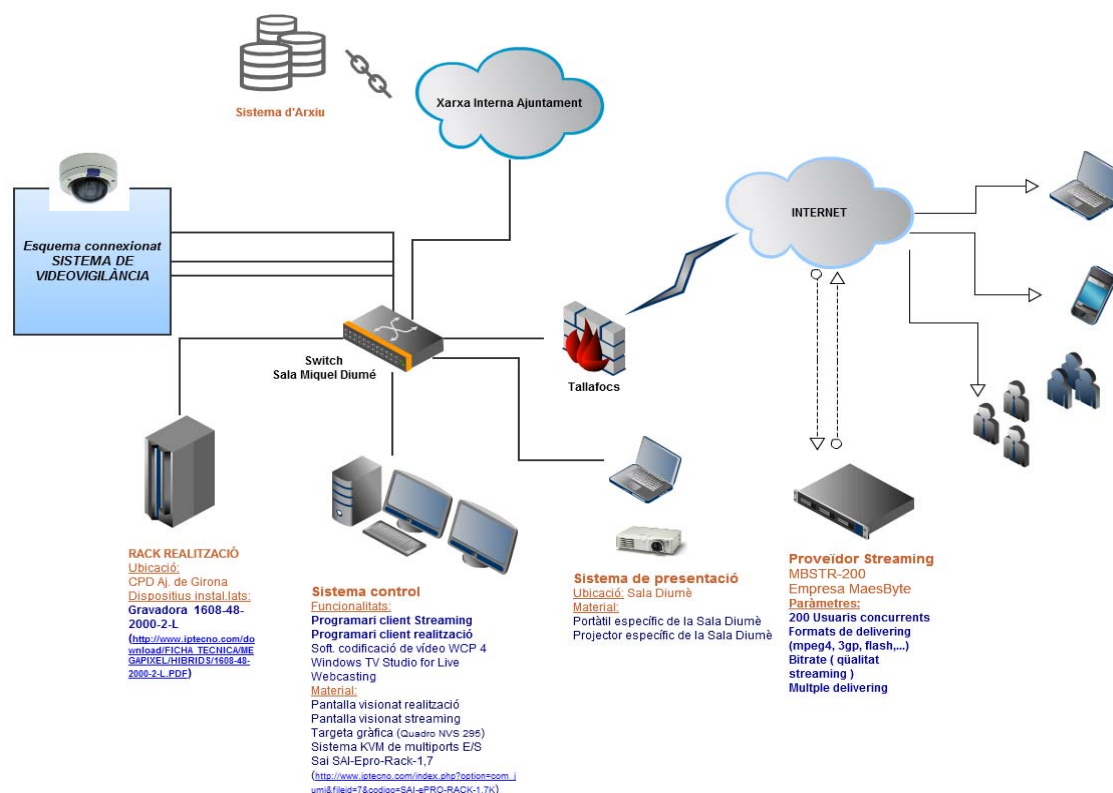 Sistema d'Arxiu
Xarxa Interna Ajuntament
Esquema connexionat
SISTEMA DE
VIDEOVIGILÀNCIA
INTERNET
Switch
Sala Miquel Diumé
Tallafocs
RACK REALITZACIÓ
Ubicació:
CPD Aj. de Girona
Dispositius instal.lats:
Gravadora 1608-48-
2000-2-L
(http://www.iptecno.com/do
wnload/FICHA_TECNICA/ME
GAPIXEL/HIBRIDS/1608-48-
2000-2-L.PDF)
Sistema control
Funcionalitats:
Programari client Streaming
Programari client realització
Soft. codificació de vídeo WCP 4
Windows TV Studio for Live
Webcasting
Material:
Pantalla visionat realització
Pantalla visionat streaming
Targeta gràfica (Quadro NVS 295)
Sistema KVM de multiports E/S
Sai SAI-Epro-Rack-1,7
(http://www.iptecno.com/index.php?option=com_j
umi&fileid=7&codigo=SAI-ePRO-RACK-1.7K)
Sistema de presentació
Ubicació: Sala Diumè
Material:
Portàtil específic de la Sala Diumè
Projector específic de la Sala Diumè
Proveïdor Streaming
MBSTR-200
Empresa MaesByte
Paràmetres:
200 Usuaris concurrents
Formats de delivering
(mpeg4, 3gp, flash,...)
Bitrate ( qüalitat
streaming )
Multple delivering